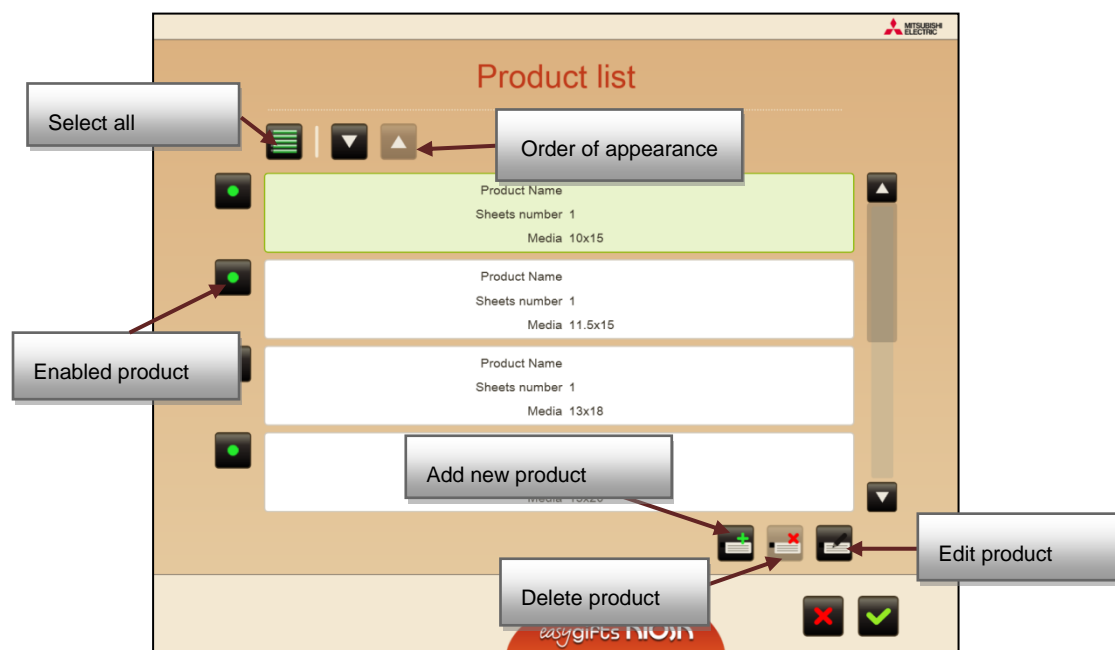 MITSUBISHI
ELECTRIC
Product list
Select all
Order of appearance
Product Name
Sheets number 1
Media 10x15
Product Name
Sheets number 1
Media 11.5x15
Enabled product
Product Name
Sheets number 1
Media 13x18
Add new product
Media
Edit product
Delete product
easygifts KIOSK